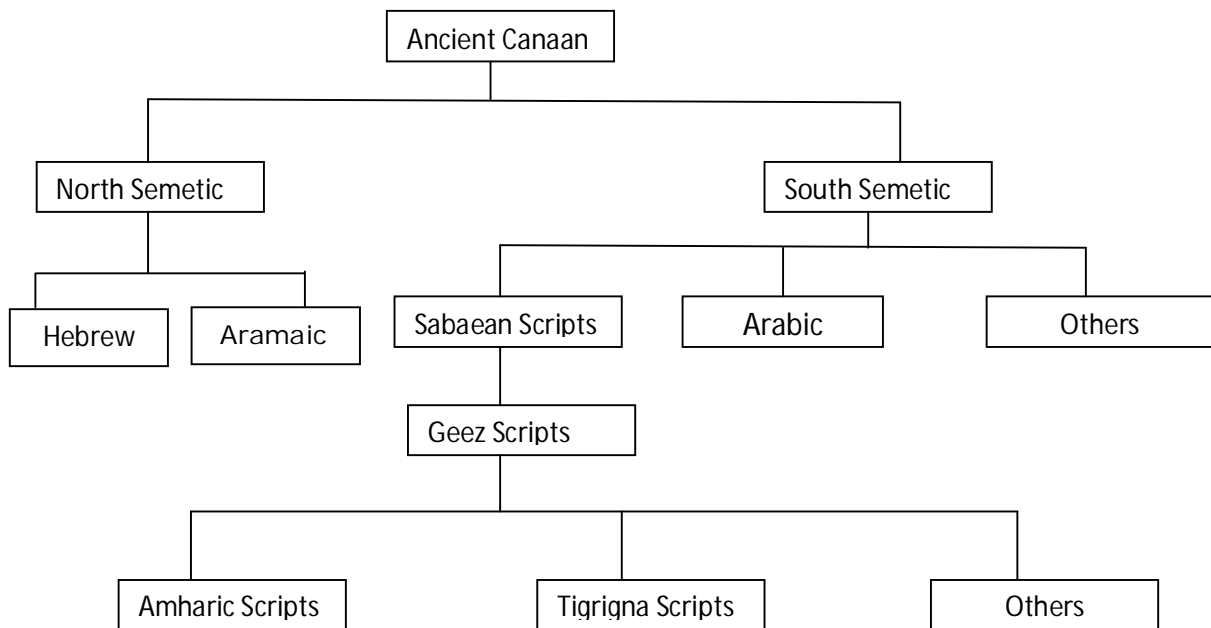 Ancient Canaan
North Semetic
South Semetic
Hebrew
Aramaic
Sabaean Scripts
Arabic
Others
Geez Scripts
Amharic Scripts
Tigrigna Scripts
Others